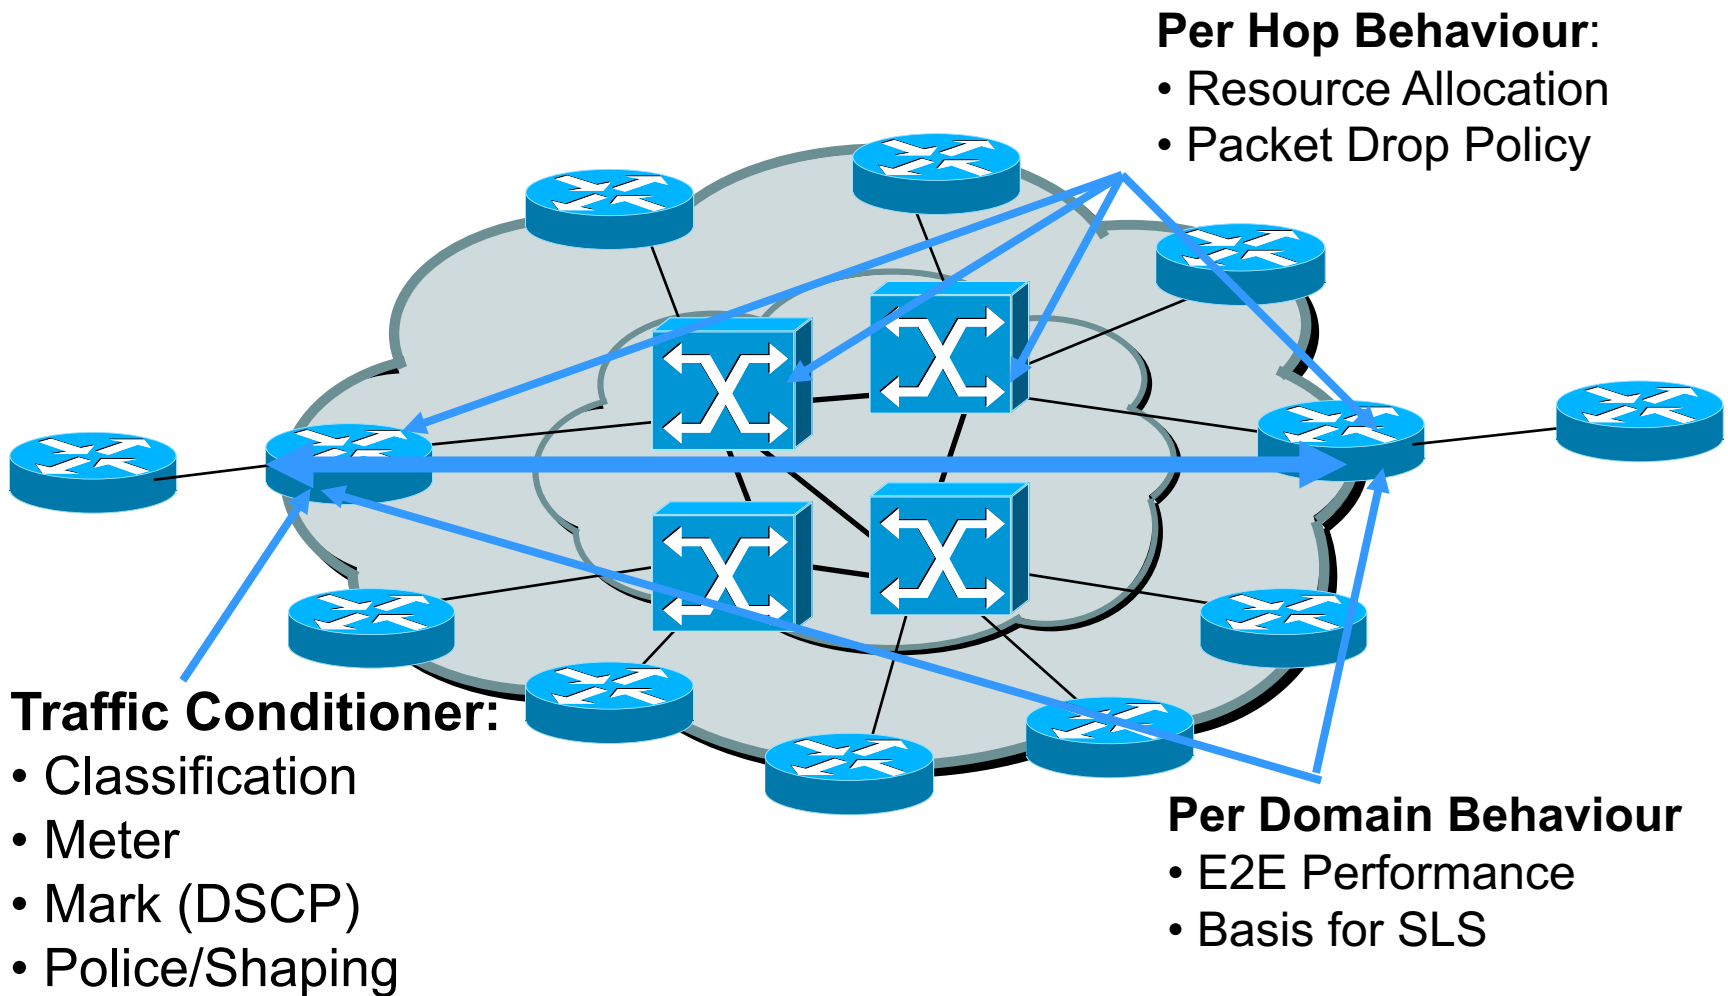 Per Hop Behaviour:
• Resource Allocation
• Packet Drop Policy
Traffic Conditioner:
• Classification
• Meter
• Mark (DSCP)
• Police/Shaping
Per Domain Behaviour
• E2E Performance
• Basis for SLS